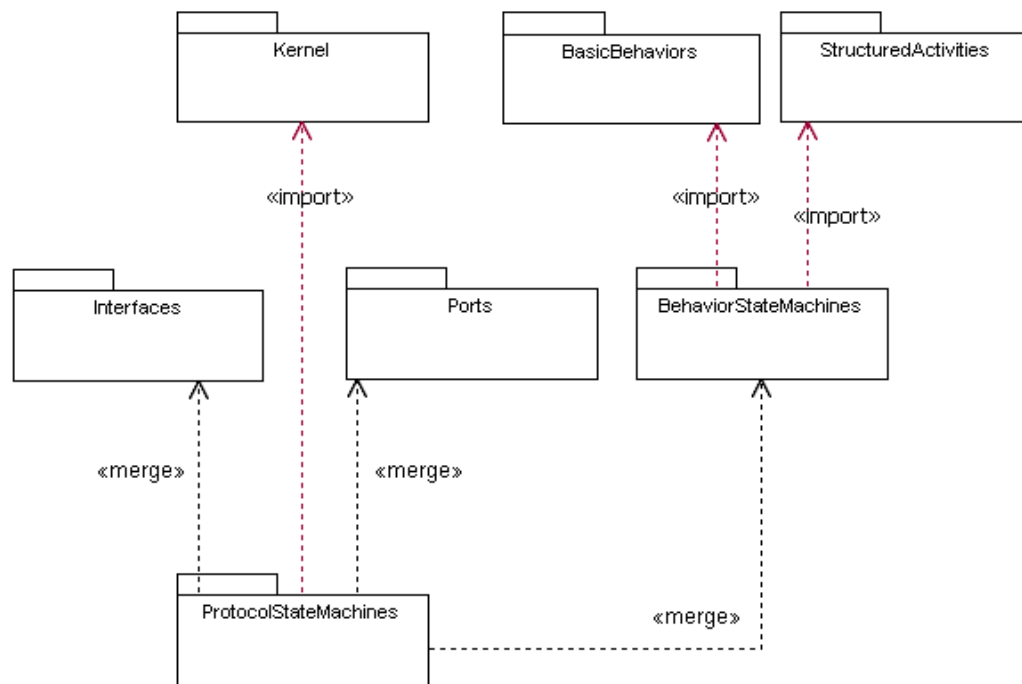 Kernel
BasicBehaviors
StructuredActivities
«import»
«import»
«import»
Interfaces
Ports
BehaviorStateMachines
«merge»
«merge»
ProtocolStateMachines
«merge»